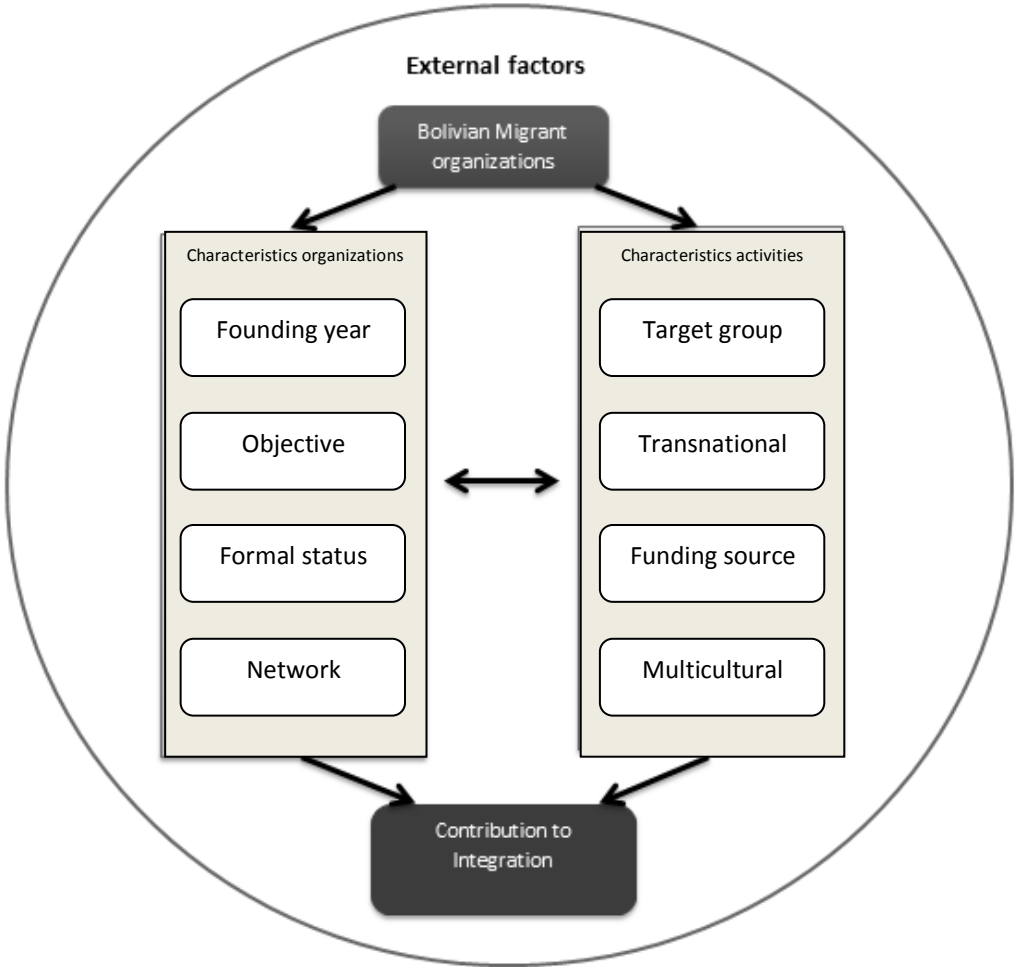 External factors
Bolivian Migrant
organizations
Characteristics organizations
Founding year
Objective
Formal status
Network
Characteristics activities
Target group
Transnational
Funding source
Multicultural
Contribution to
Integration